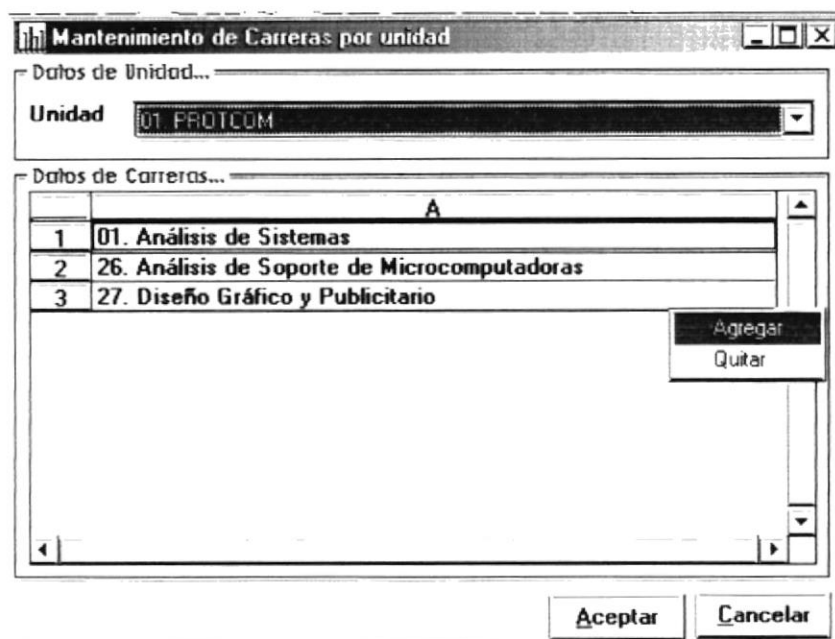 Mantenimiento de Carreras por unidad
Datos de Unidad...
Unidad 01. PROTCOM
Datos de Carreras...
A
1 01. Análisis de Sistemas
2 26. Análisis de Soporte de Microcomputadoras
3 27. Diseño Gráfico y Publicitario
Agregar
Quitar
Aceptar Cancelar